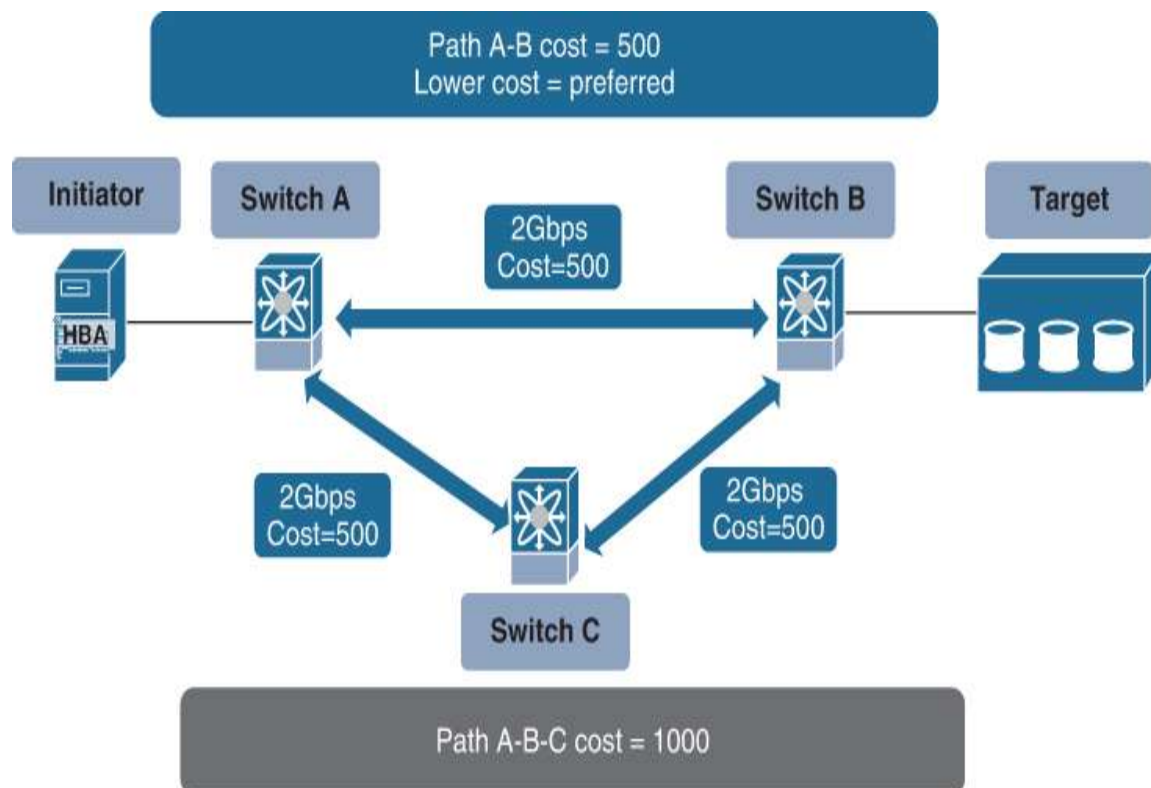 Path A-B cost = 500
Lower cost = preferred
Initiator
Switch A
Switch B
Target
2Gbps
Cost=500
HBA
2Gbps
Cost=500
2Gbps
Cost=500
Switch C
Path A-B-C cost = 1000